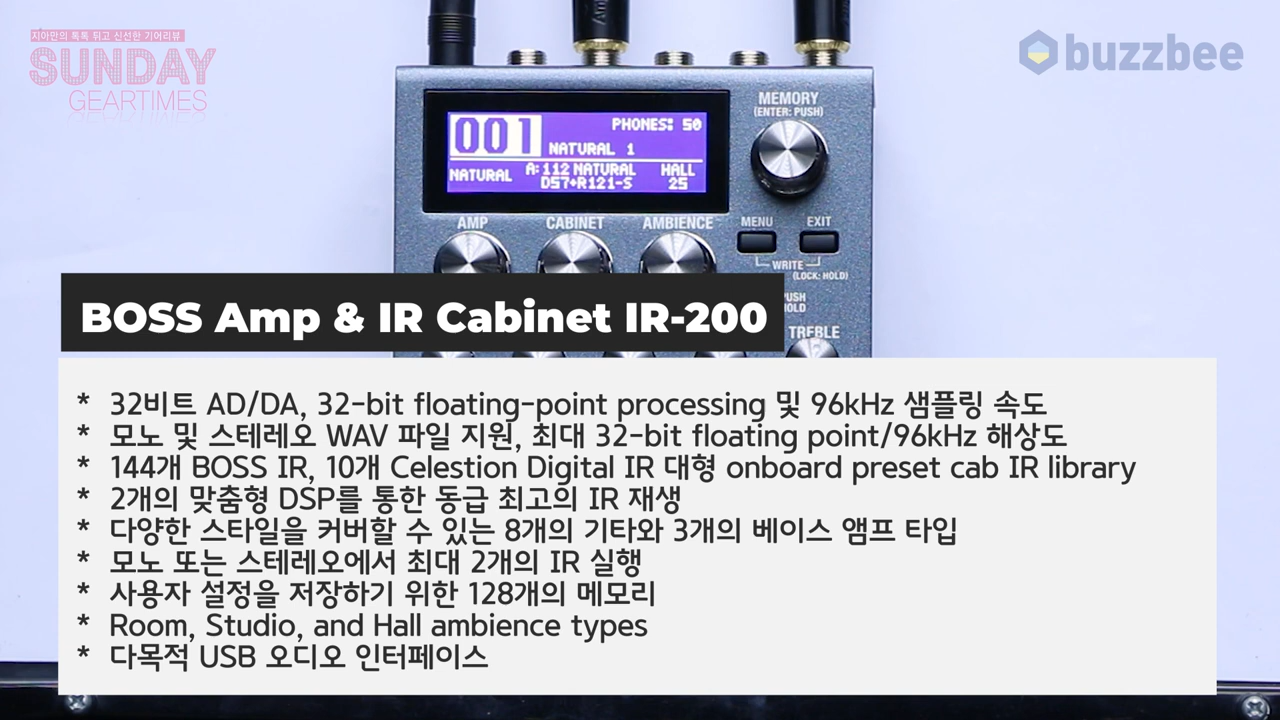 지아만의 톡톡 튀고 신선한 기어리뷰
SUNDAY
GEARTIMES
buzzbee
MEMORY
(ENTER: PUSH)
001
PHONES: 50
NATURAL 1
NATURAL
A: 112 NATURAL
DS7+R121-S
HALL
25
AMP
CABINET
AMBIENCE
MENU
EXIT
WRITE
(LOCK: HOLD)
TREBLE
BOSS Amp & IR Cabinet IR-200
* 32비트 AD/DA, 32-bit floating-point processing 및 96kHz 샘플링 속도
* 모노 및 스테레오 WAV 파일 지원, 최대 32-bit floating point/96kHz 해상도
* 144개 BOSS IR, 10개 Celestion Digital IR 대형 onboard preset cab IR library
* 2개의 맞춤형 DSP를 통한 동급 최고의 IR 재생
* 다양한 스타일을 커버할 수 있는 8개의 기타와 3개의 베이스 앰프 타입
* 모노 또는 스테레오에서 최대 2개의 IR 실행
* 사용자 설정을 저장하기 위한 128개의 메모리
* Room, Studio, and Hall ambience types
* 다목적 USB 오디오 인터페이스